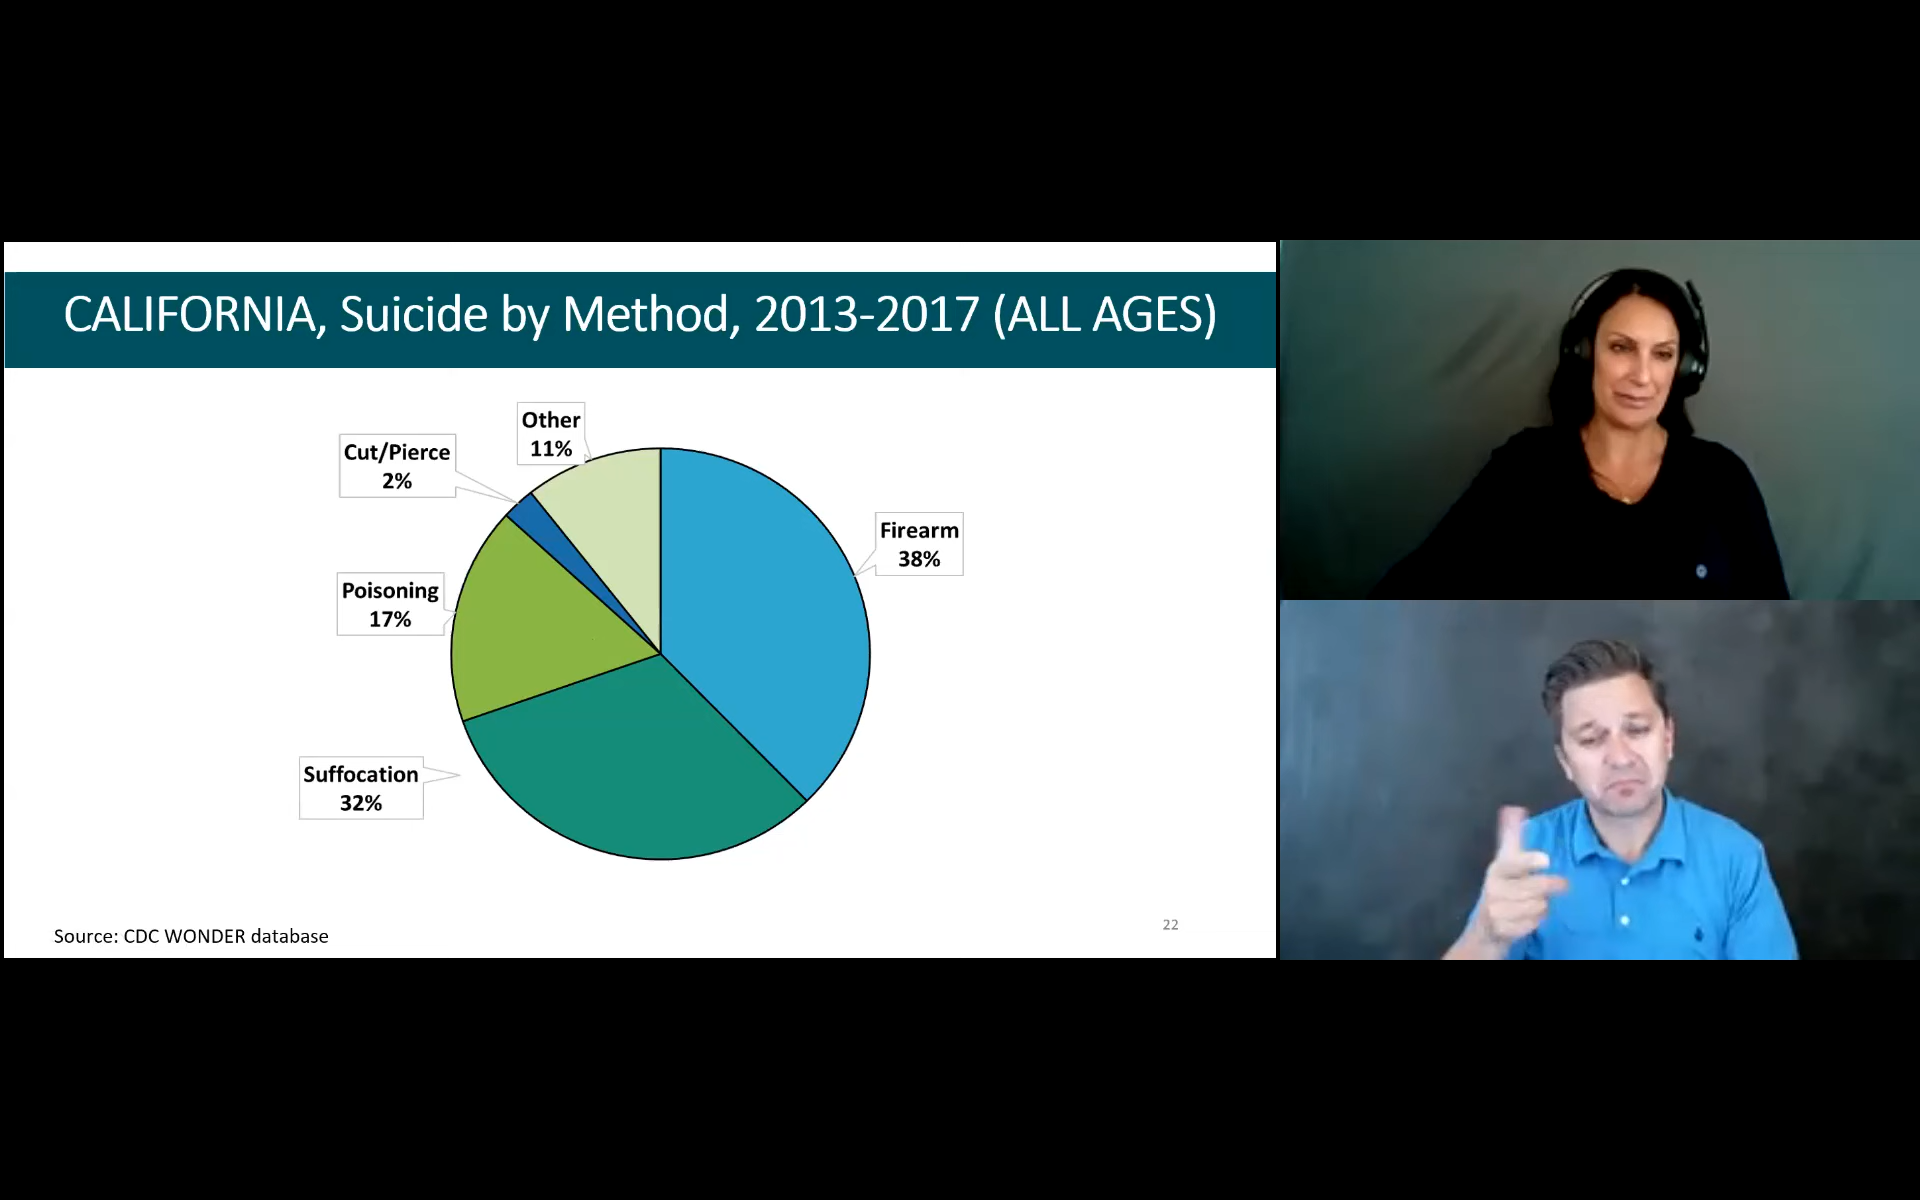 CALIFORNIA, Suicide by Method, 2013-2017 (ALL AGES)
Other
11%
Cut/Pierce
2%
Firearm
38%
Poisoning
17%
Suffocation
32%
Source: CDC WONDER database
22